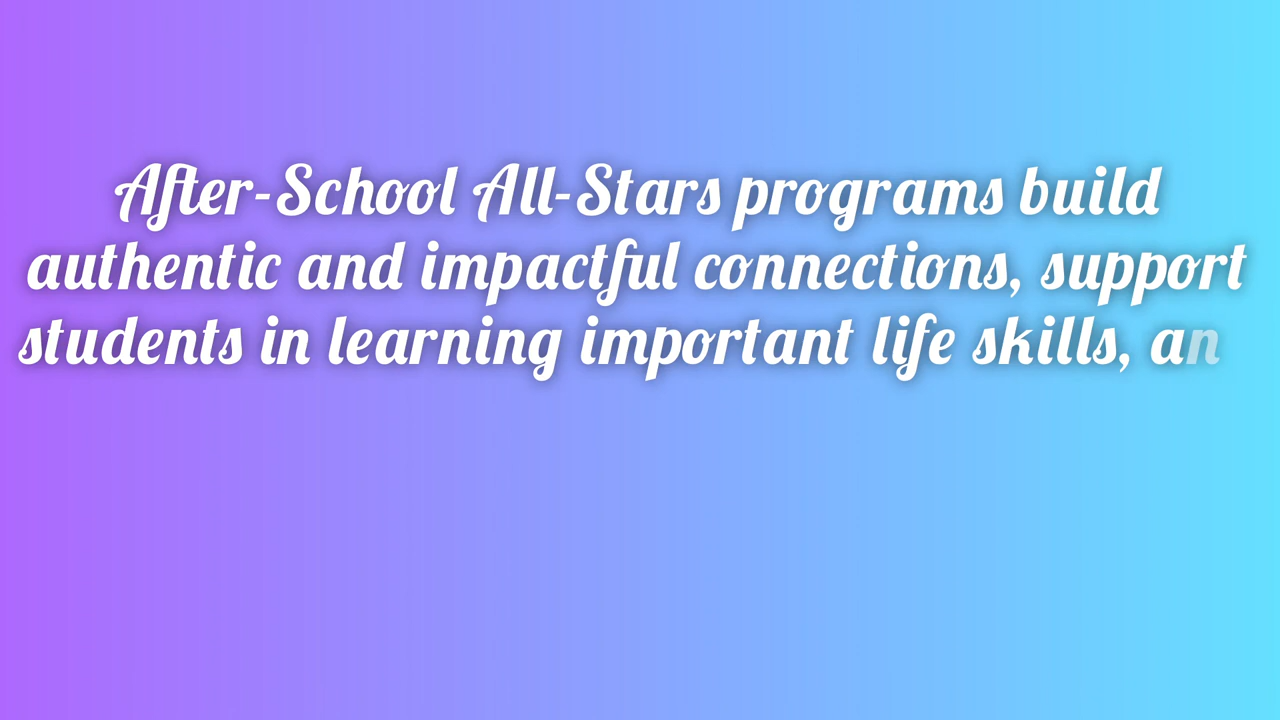 After-School All-Stars programs build
authentic and impactful connections, support
students in learning important life skills, an